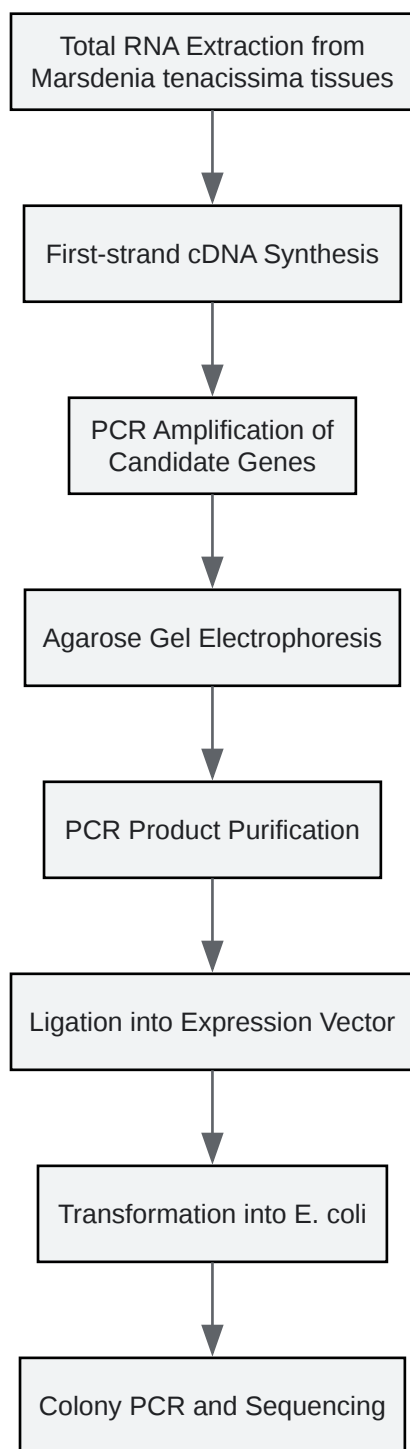 Total RNA Extraction from
Marsdenia tenacissima tissues
First-strand cDNA Synthesis
PCR Amplification of
Candidate Genes
Agarose Gel Electrophoresis
PCR Product Purification
Ligation into Expression Vector
Transformation into E. coli
Colony PCR and Sequencing